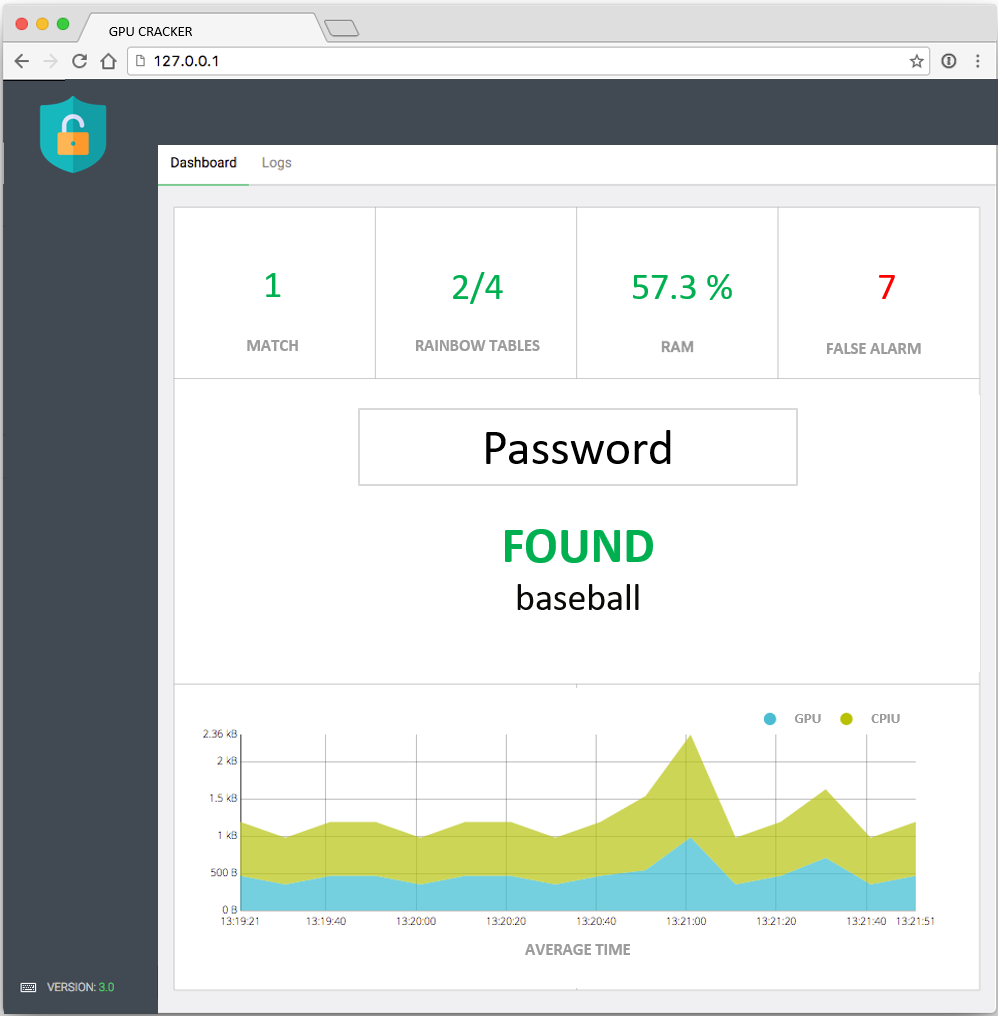 GPU CRACKER
127.0.0.1
Dashboard Logs
1 2/4 57.3 % 7
MATCH RAINBOW TABLES RAM FALSE ALARM
Password
FOUND
baseball
GPU CPIU
2.36 kB
2 kB
1.5 kB
1 kB
500 B
0 B
13:19:21 13:19:40 13:20:00 13:20:20 13:20:40 13:21:00 13:21:20 13:21:40 13:21:51
AVERAGE TIME
VERSION: 3.0